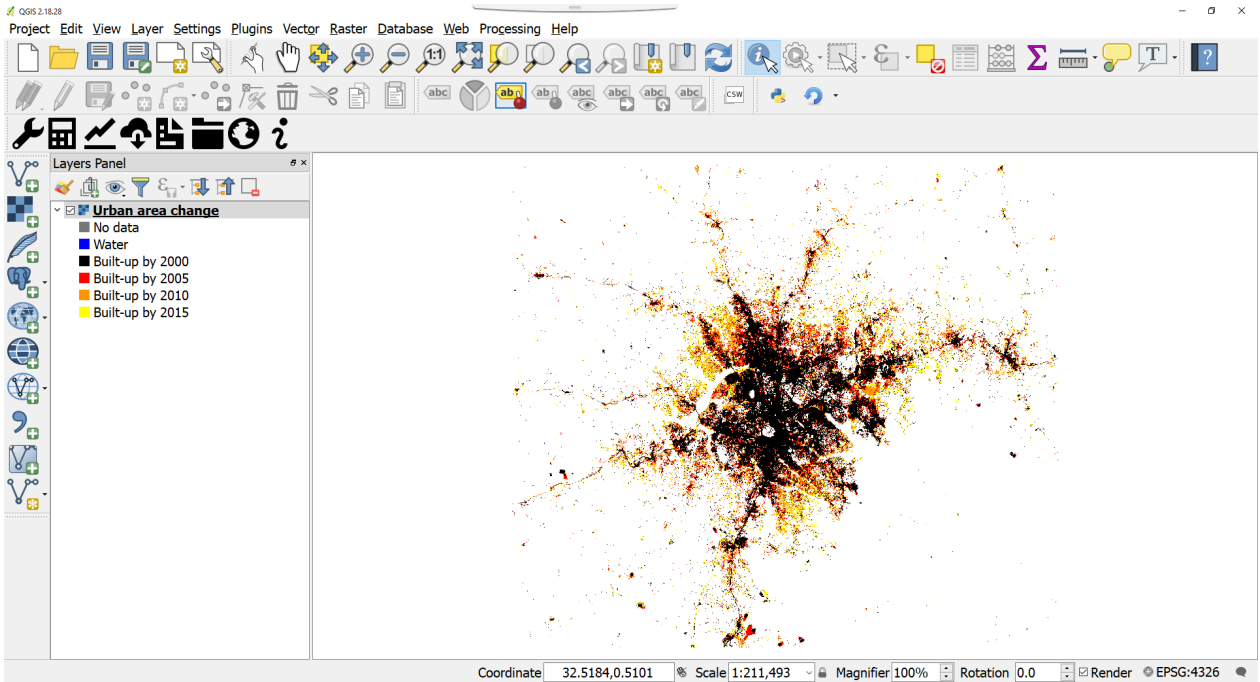 QGIS 2.18.28
Project Edit View Layer Settings Plugins Vector Raster Database Web Processing Help
1:1
T
?
abc ab abc abc abc abc abc CSW
Layers Panel
Urban area change
No data
Water
Built-up by 2000
Built-up by 2005
Built-up by 2010
Built-up by 2015
Coordinate 32.5184,0.5101 Scale 1:211,493 Magnifier 100% Rotation 0.0 Render EPSG:4326